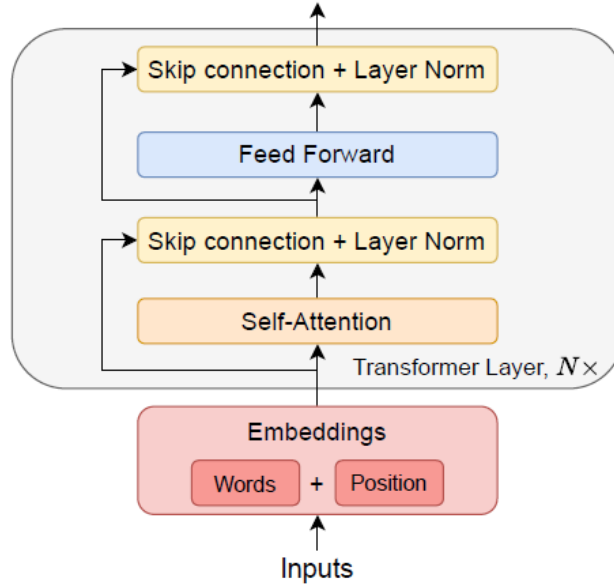 Skip connection + Layer Norm
Feed Forward
Skip connection + Layer Norm
Self-Attention
Transformer Layer, N×
Embeddings
Words + Position
Inputs